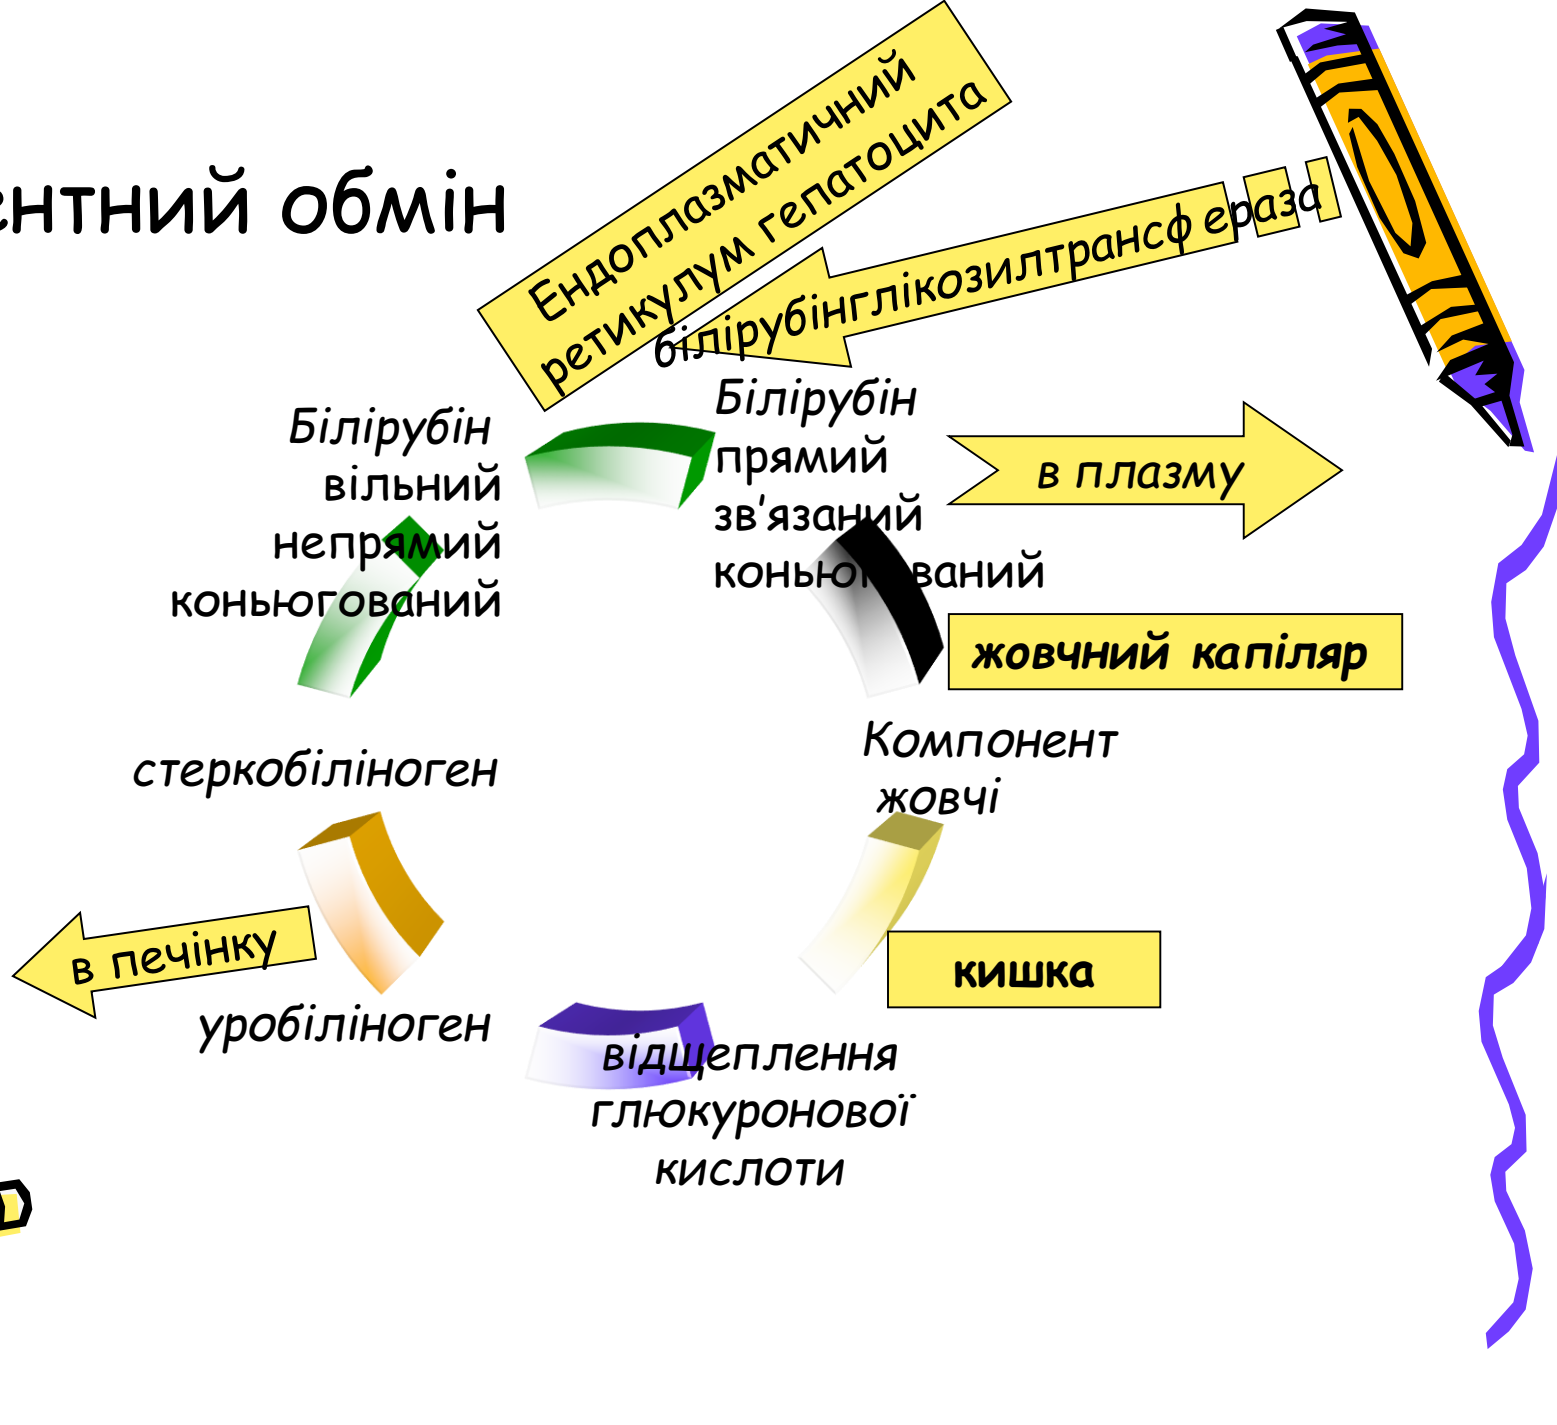 Ендоплазматичний
ретикулум гепатоцита
ентний обмін
білірубінглікозилтрансф ераза
Білірубін
вільний
непрямий
коньюгований
Білірубін
прямий
зв’язаний
коньюгований
в плазму
жовчний капіляр
Компонент
жовчі
стеркобіліноген
кишка
в печінку
уробіліноген
відщеплення
глюкуронової
кислоти